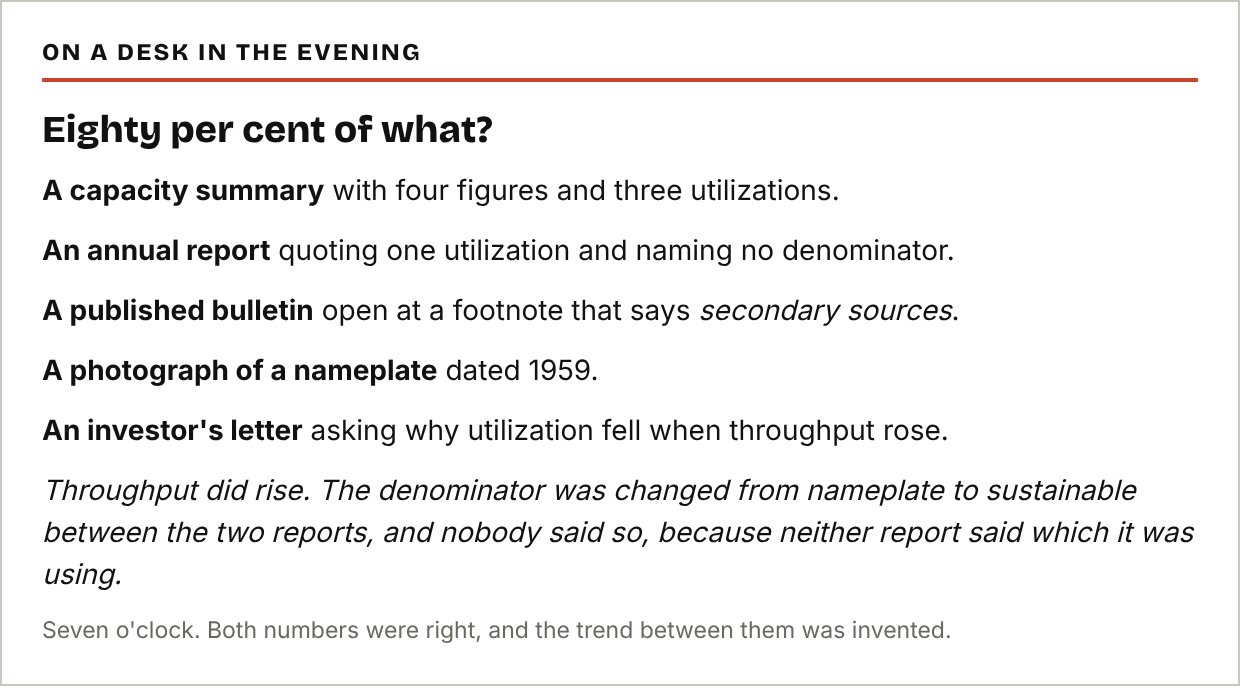 ON A DESK IN THE EVENING
Eighty per cent of what?
A capacity summary with four figures and three utilizations.
An annual report quoting one utilization and naming no denominator.
A published bulletin open at a footnote that says secondary sources.
A photograph of a nameplate dated 1959.
An investor's letter asking why utilization fell when throughput rose.
Throughput did rise. The denominator was changed from nameplate to sustainable
between the two reports, and nobody said so, because neither report said which it was
using.
Seven o'clock. Both numbers were right, and the trend between them was invented.